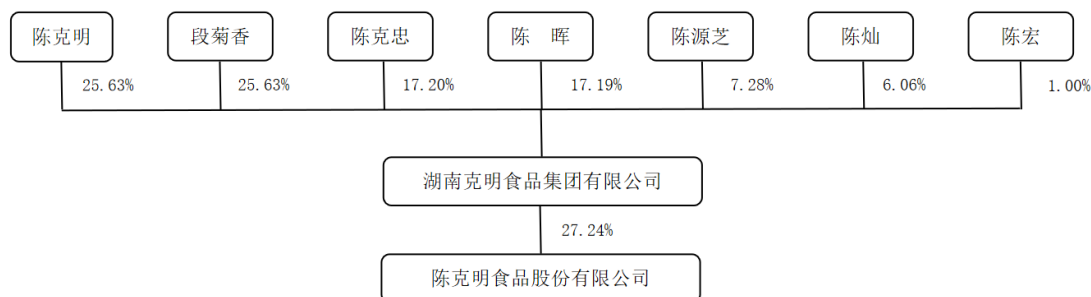 陈克明 段菊香 陈克忠 陈 晖 陈源芝 陈灿 陈宏
25.63% 25.63% 17.20% 17.19% 7.28% 6.06% 1.00%
湖南克明食品集团有限公司
27.24%
陈克明食品股份有限公司